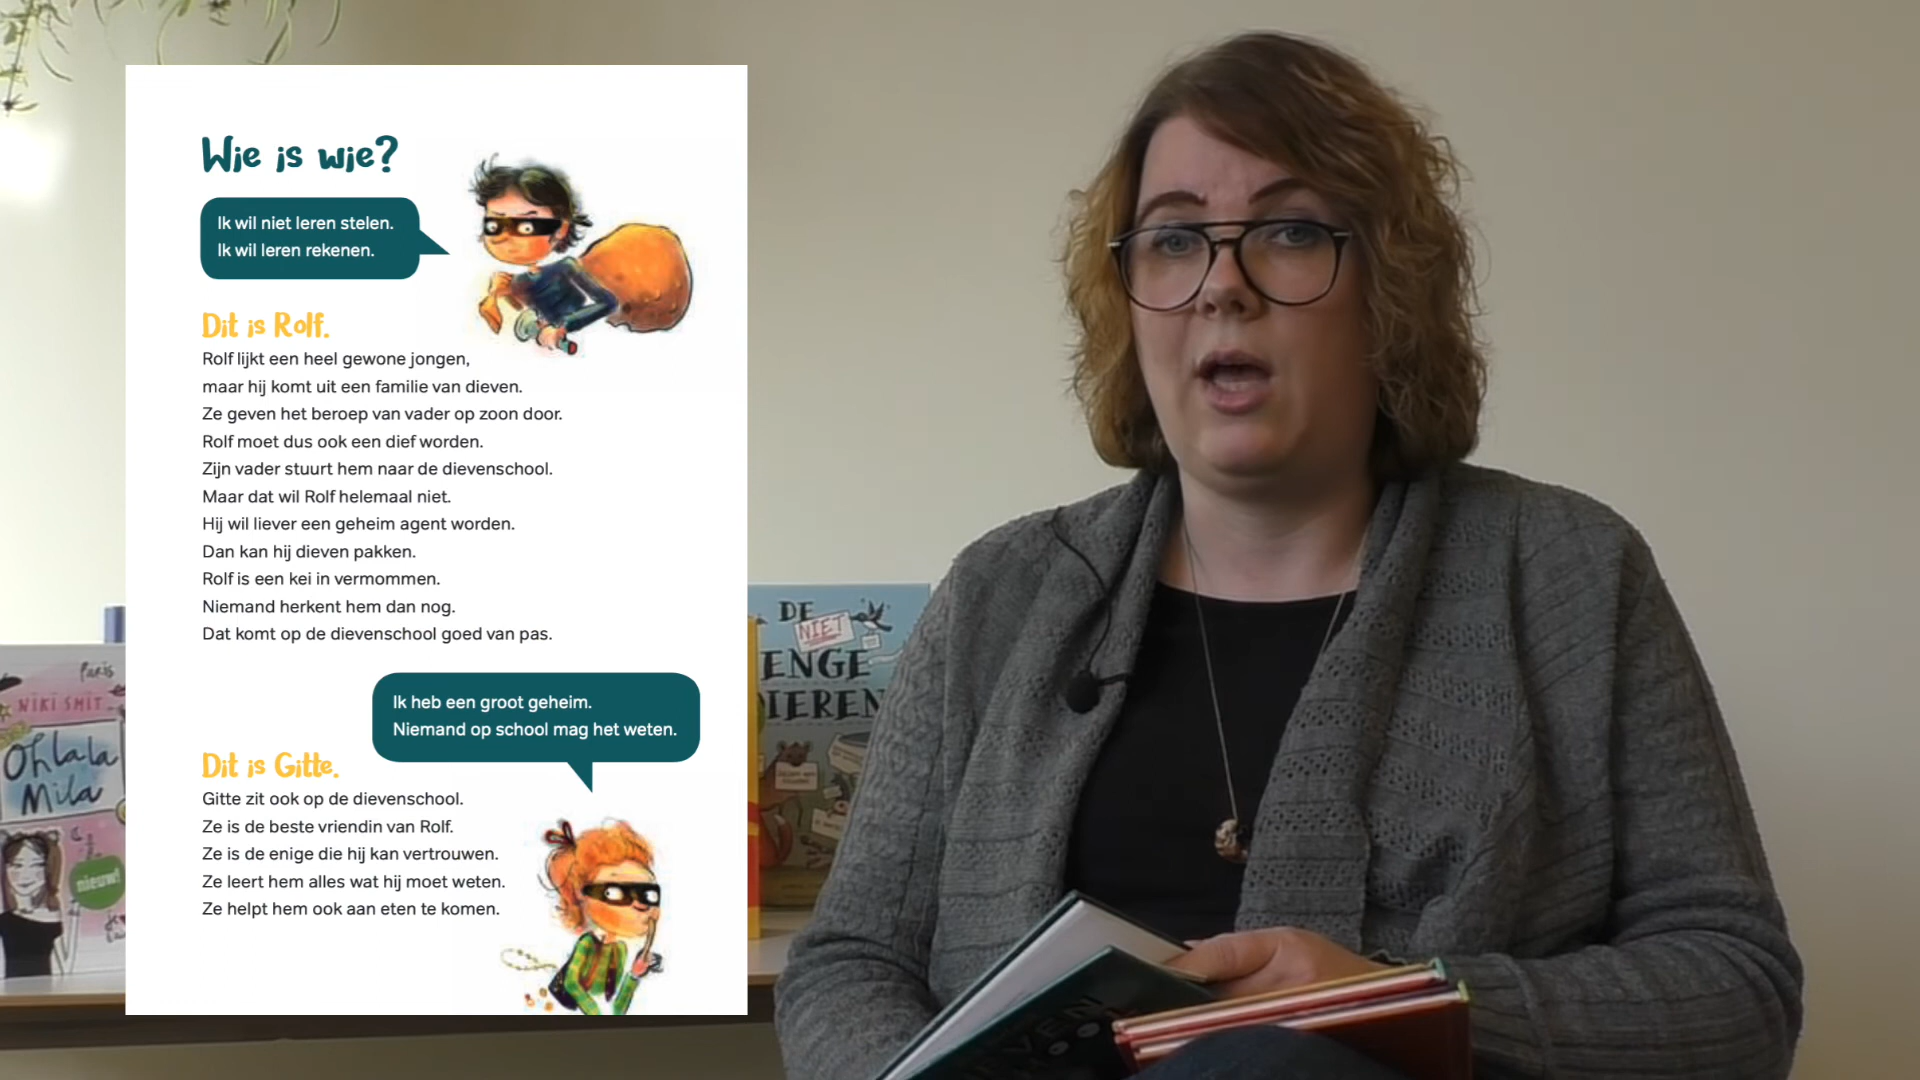 Wie is wie?
Ik wil niet leren stelen.
Ik wil leren rekenen.
Dit is Rolf.
Rolf lijkt een heel gewone jongen,
maar hij komt uit een familie van dieven.
Ze geven het beroep van vader op zoon door.
Rolf moet dus ook een dief worden.
Zijn vader stuurt hem naar de dievenschool.
Maar dat wil Rolf helemaal niet.
Hij wil liever een geheim agent worden.
Dan kan hij dieven pakken.
Rolf is een kei in vermommen.
Niemand herkent hem dan nog.
Dat komt op de dievenschool goed van pas.
Ik heb een groot geheim.
Niemand op school mag het weten.
Dit is Gitte.
Gitte zit ook op de dievenschool.
Ze is de beste vriendin van Rolf.
Ze is de enige die hij kan vertrouwen.
Ze leert hem alles wat hij moet weten.
Ze helpt hem ook aan eten te komen.
Paris
NIKI SMIT
Ohlala
Mila
nieuw!
DE
NIET
ENGE
DIEREN